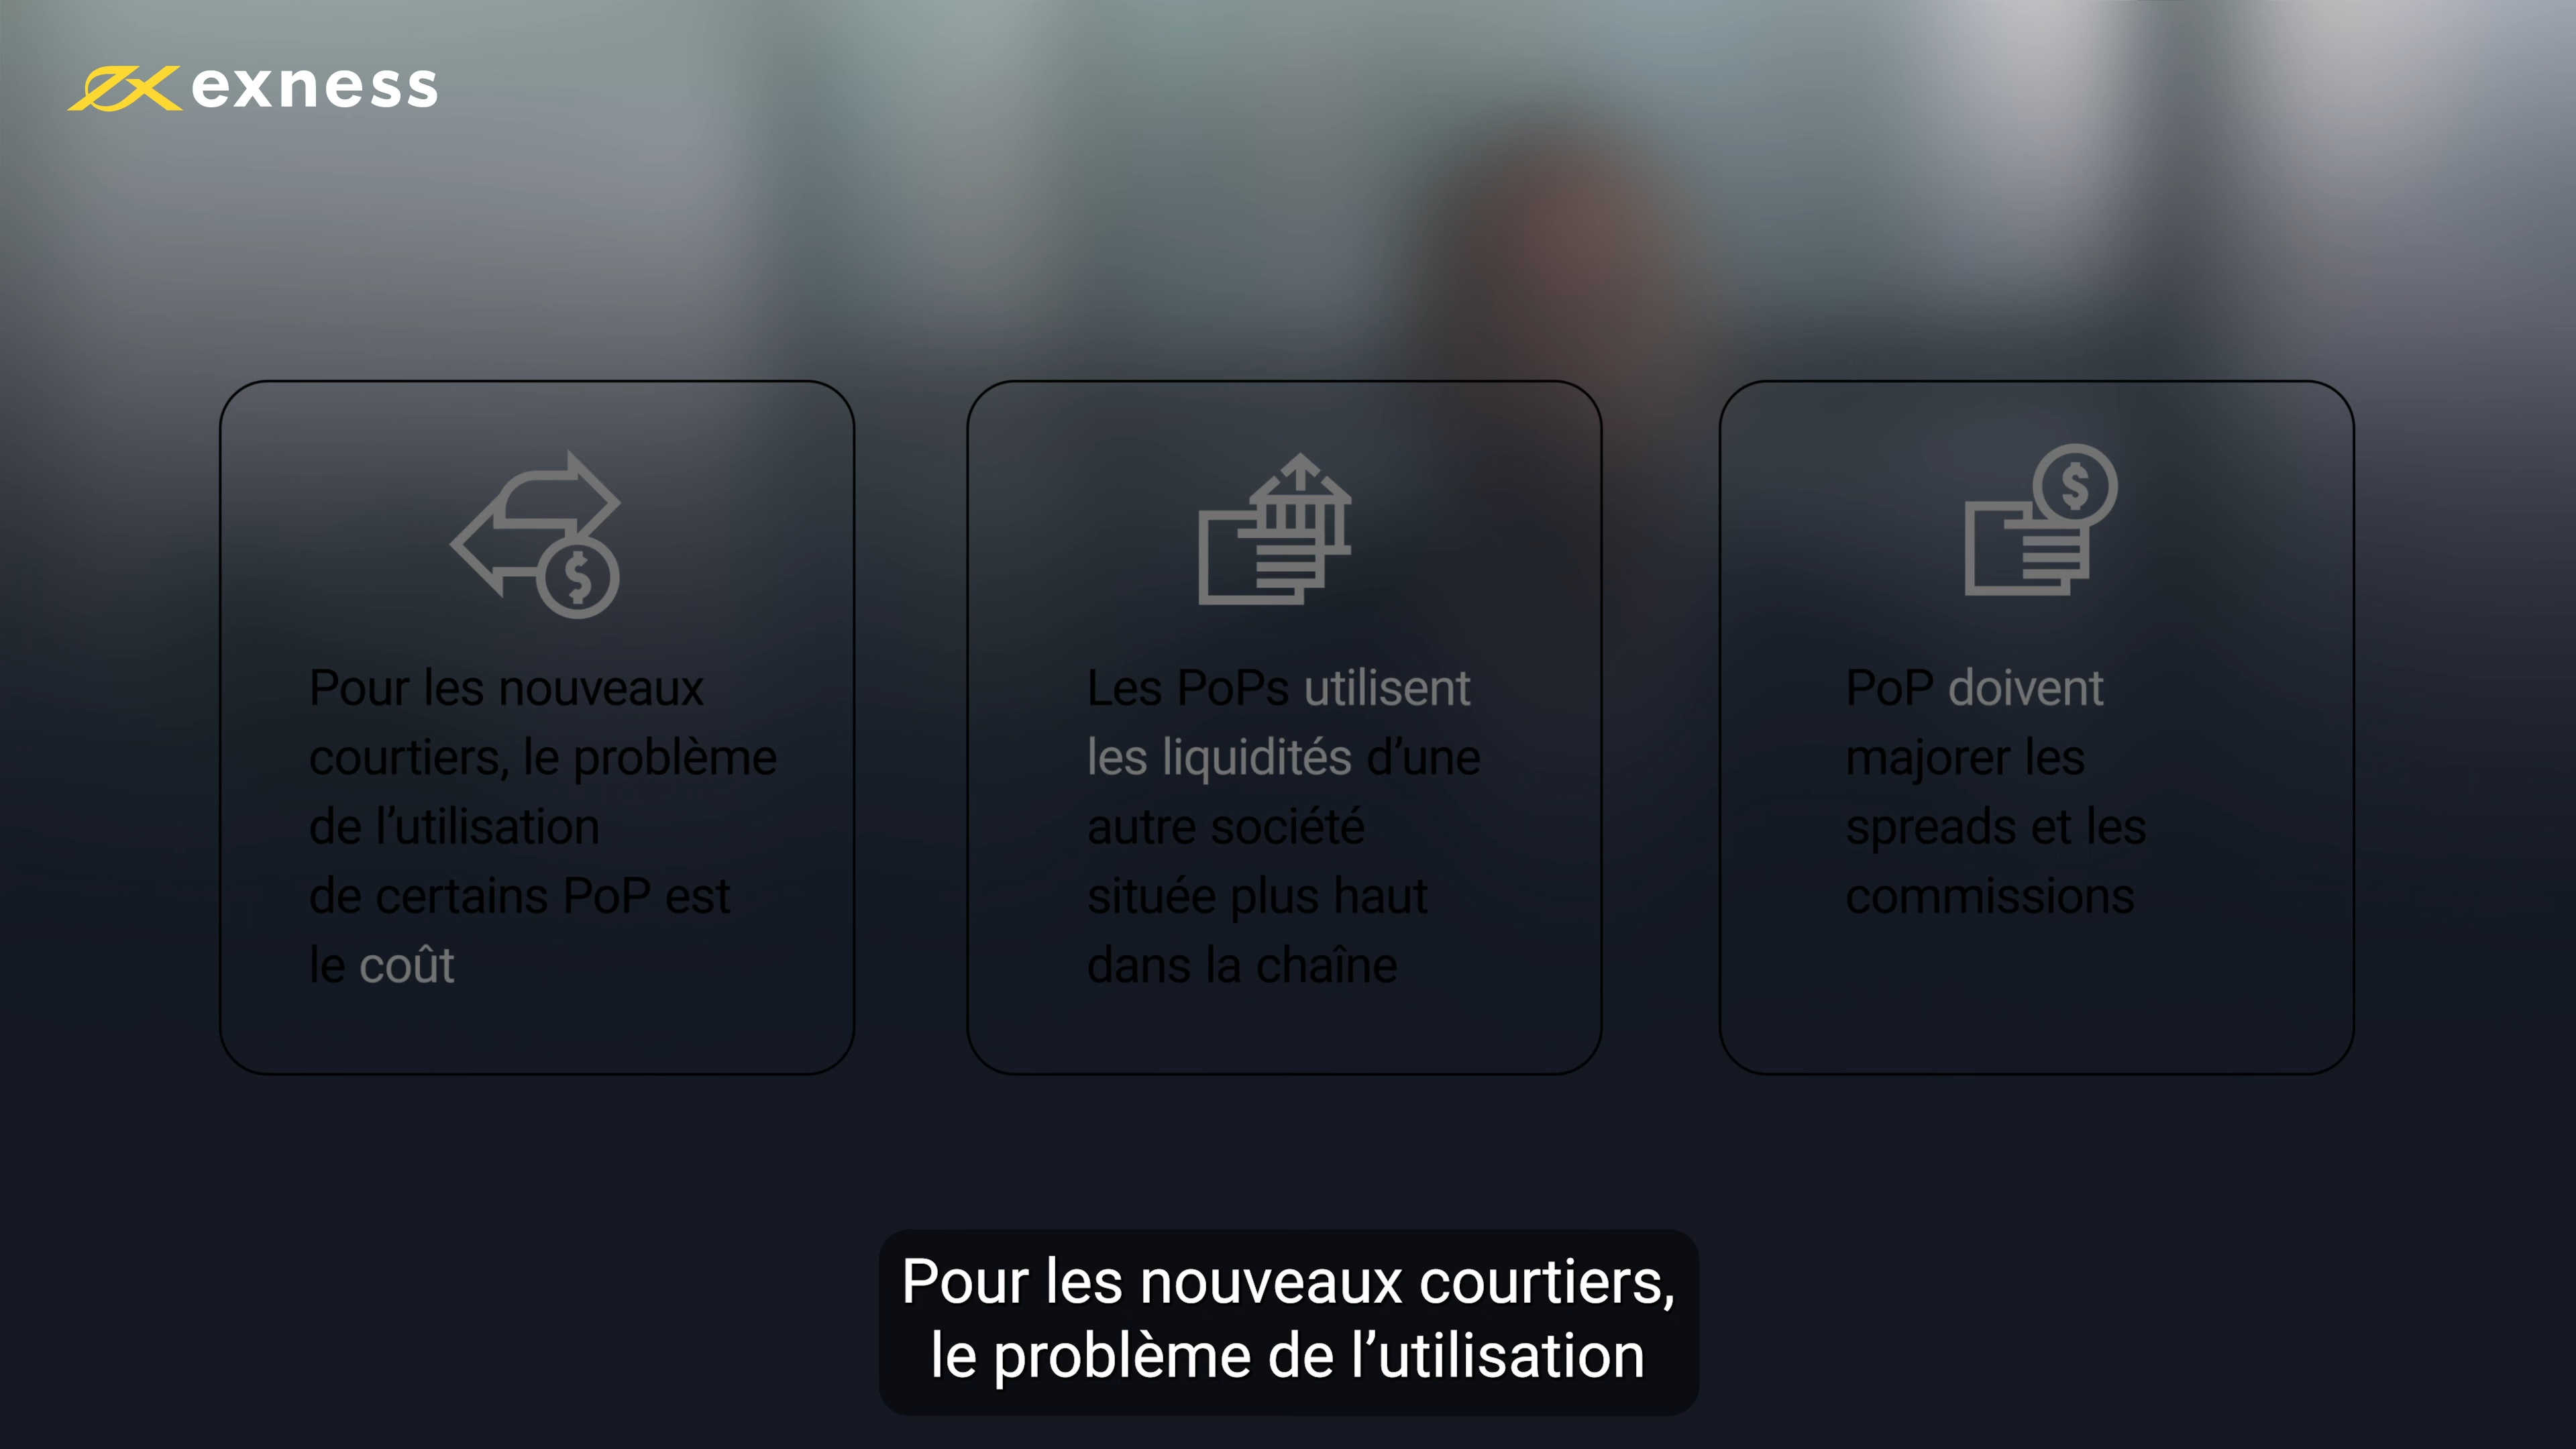 exness
Pour les nouveaux
courtiers, le problème
de l’utilisation
de certains PoP est
le coût
Les PoPs utilisent
les liquidités d’une
autre société
située plus haut
dans la chaîne
PoP doivent
majorer les
spreads et les
commissions
Pour les nouveaux courtiers,
le problème de l’utilisation